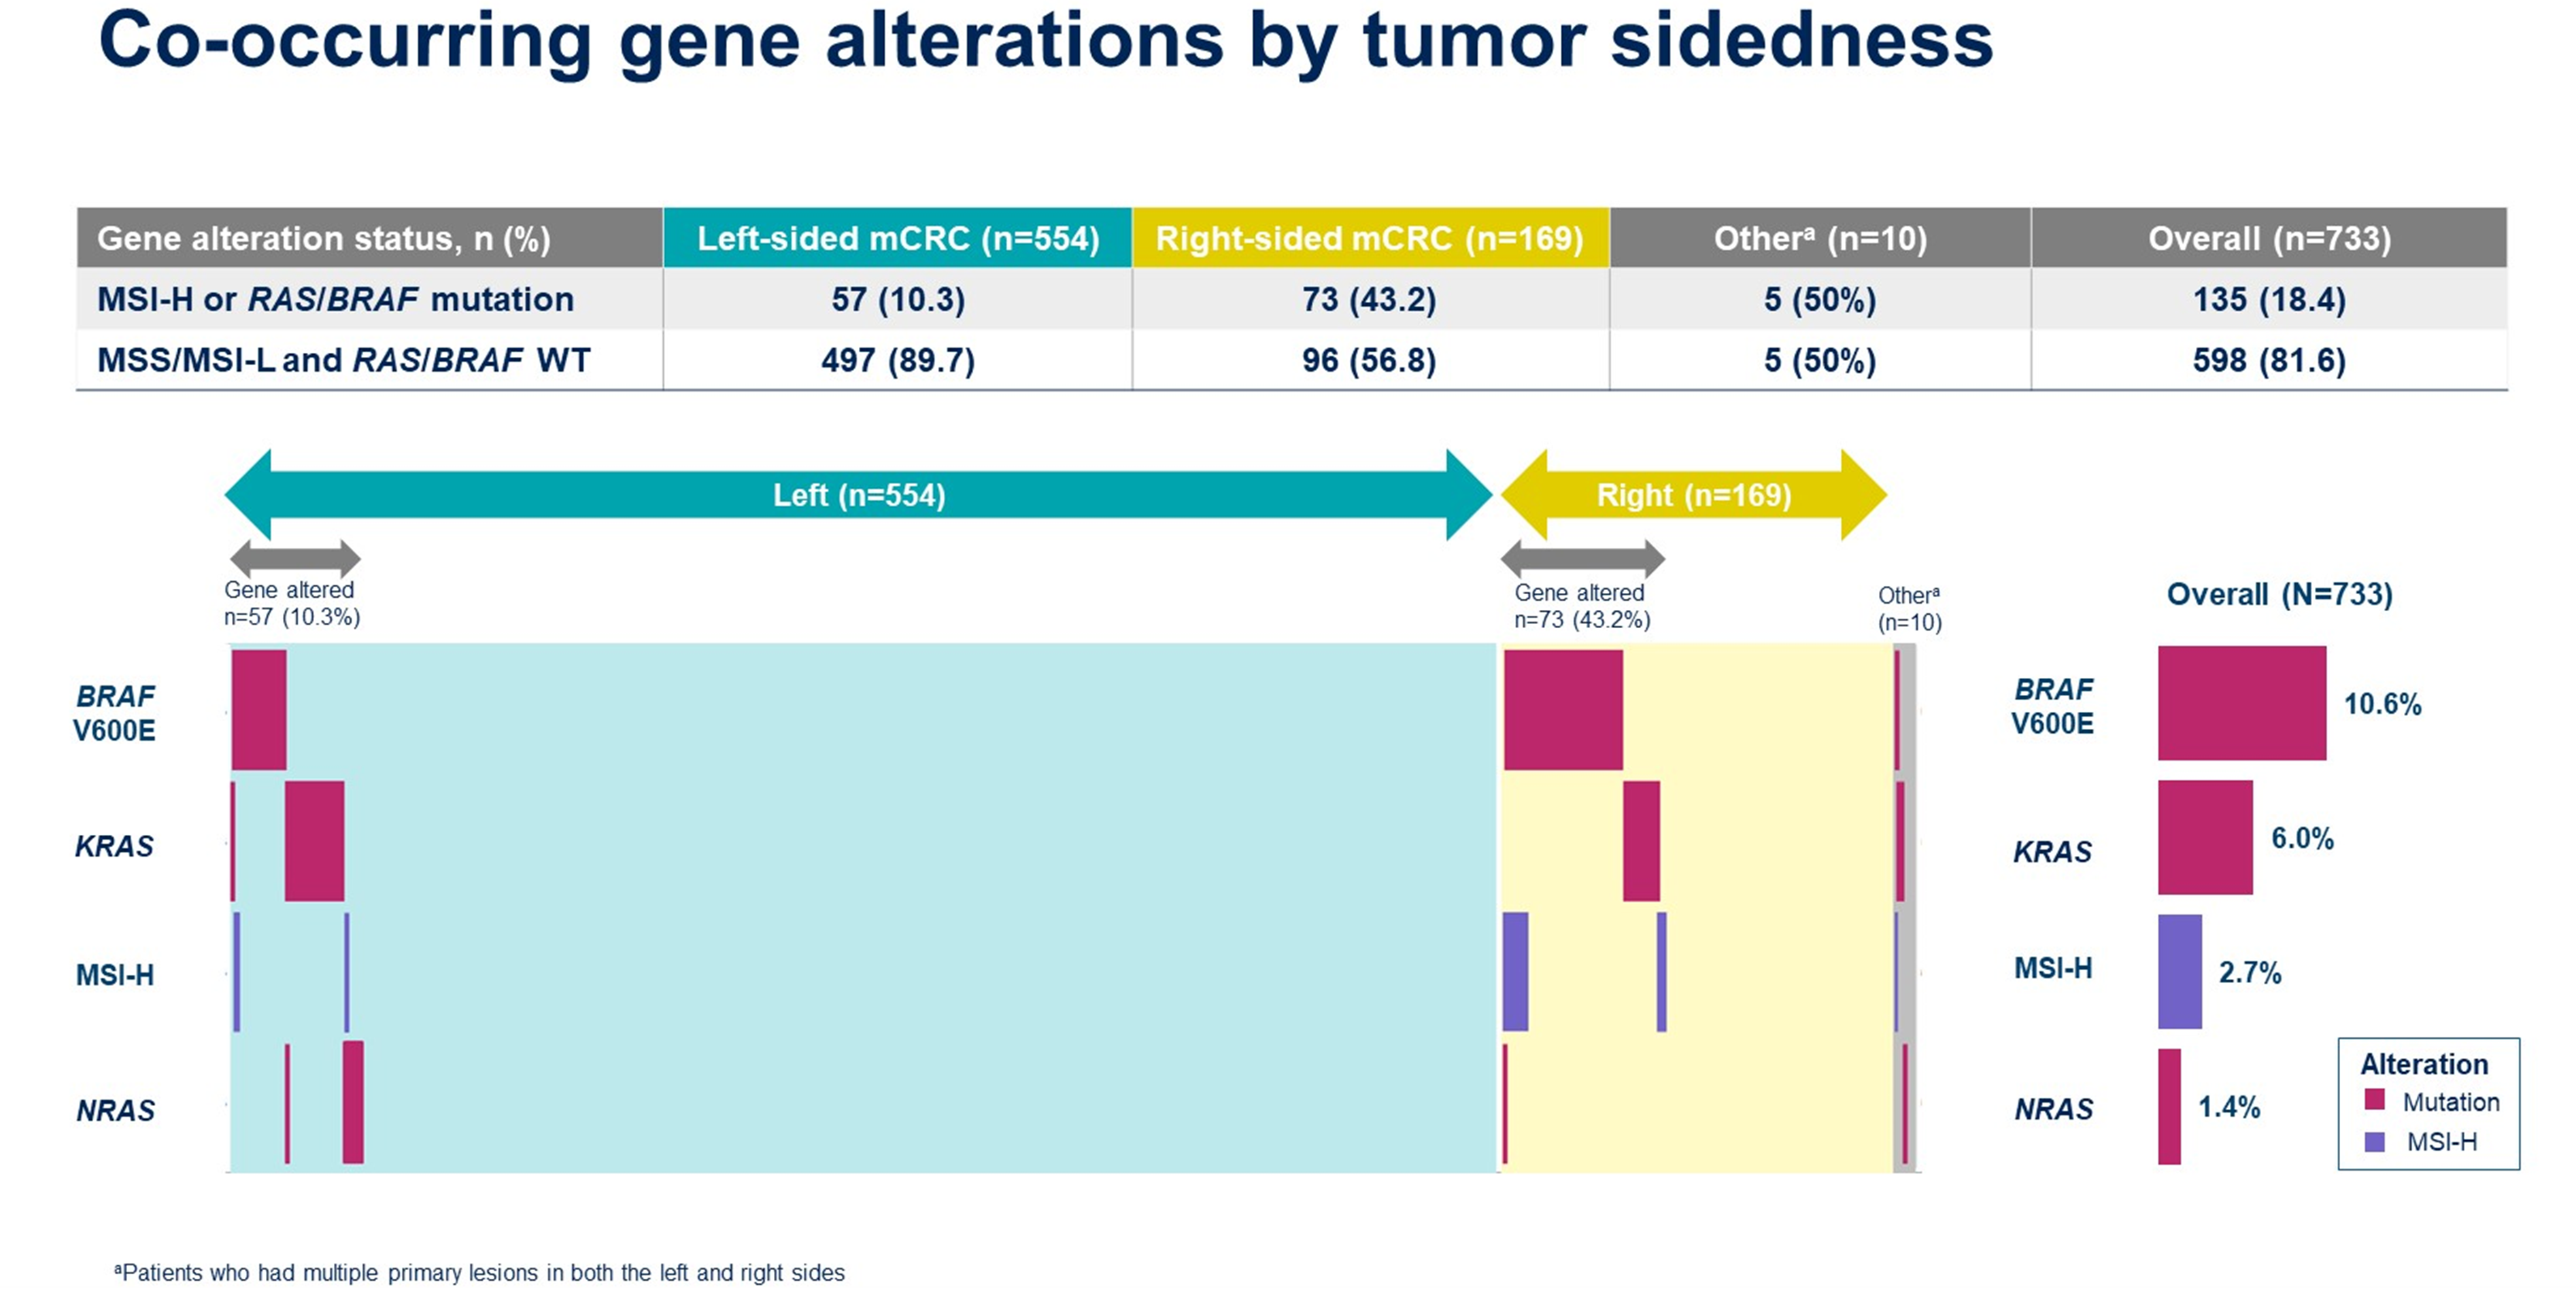 Co-occurring gene alterations by tumor sidedness
Gene alteration status, n (%) Left-sided mCRC (n=554) Right-sided mCRC (n=169) Otherᵃ (n=10) Overall (n=733)
MSI-H or RAS/BRAF mutation 57 (10.3) 73 (43.2) 5 (50%) 135 (18.4)
MSS/MSI-L and RAS/BRAF WT 497 (89.7) 96 (56.8) 5 (50%) 598 (81.6)
Left (n=554) Right (n=169)
Gene altered
n=57 (10.3%)
Gene altered
n=73 (43.2%)
Otherᵃ
(n=10)
Overall (N=733)
BRAF
V600E
KRAS
MSI-H
NRAS
BRAF
V600E
10.6%
KRAS
6.0%
MSI-H
2.7%
NRAS
1.4%
Alteration
Mutation
MSI-H
ᵃPatients who had multiple primary lesions in both the left and right sides